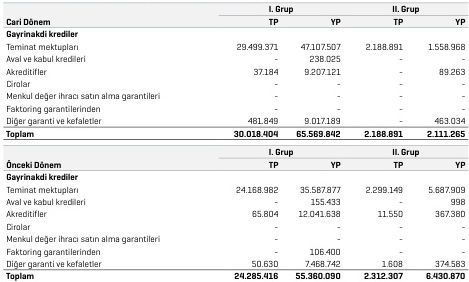 I. Grup II. Grup
Cari Dönem TP YP TP YP
Gayrinakdi krediler
Teminat mektupları 29.499.371 47.107.507 2.188.891 1.558.968
Aval ve kabul kredileri - 238.025 - -
Akreditifler 37.184 9.207.121 - 89.263
Cirolar - - - -
Menkul değer ihracı satın alma garantileri - - - -
Faktoring garantilerinden - - - -
Diğer garanti ve kefaletler 481.849 9.017.189 - 463.034
Toplam 30.018.404 65.569.842 2.188.891 2.111.265
I. Grup II. Grup
Önceki Dönem TP YP TP YP
Gayrinakdi krediler
Teminat mektupları 24.168.982 35.587.877 2.299.149 5.687.909
Aval ve kabul kredileri - 155.433 - 998
Akreditifler 65.804 12.041.638 11.550 367.380
Cirolar - - - -
Menkul değer ihracı satın alma garantileri - - - -
Faktoring garantilerinden - 106.400 - -
Diğer garanti ve kefaletler 50.630 7.468.742 1.608 374.583
Toplam 24.285.416 55.360.090 2.312.307 6.430.870